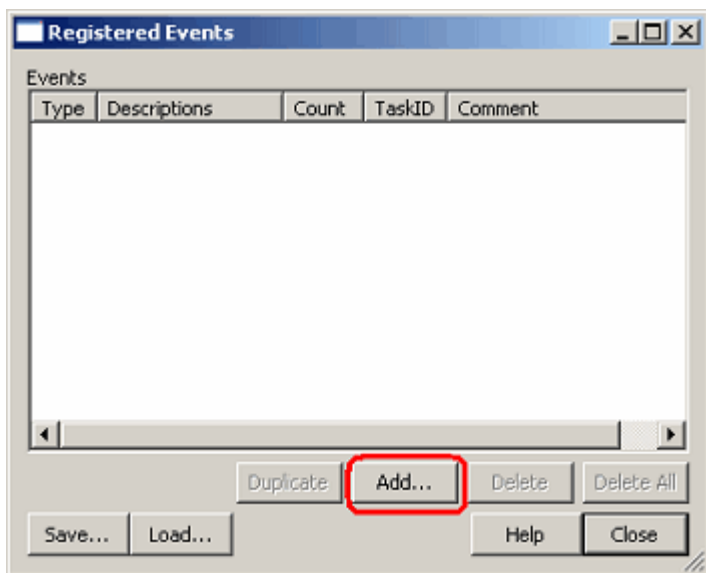 Registered Events
Events
Type Descriptions Count TaskID Comment
Duplicate Add... Delete Delete All
Save... Load... Help Close